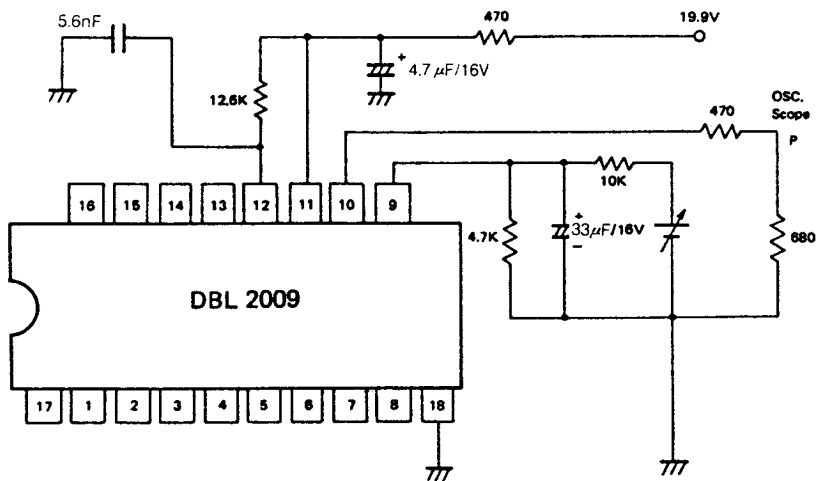 5.6nF
470
19.9V
+
4.7 µF/16V
12.6K
470
OSC.
Scope
P
16 15 14 13 12 11 10 9
10K
4.7K
+
33µF/16V
−
680
DBL 2009
17 1 2 3 4 5 6 7 8 18